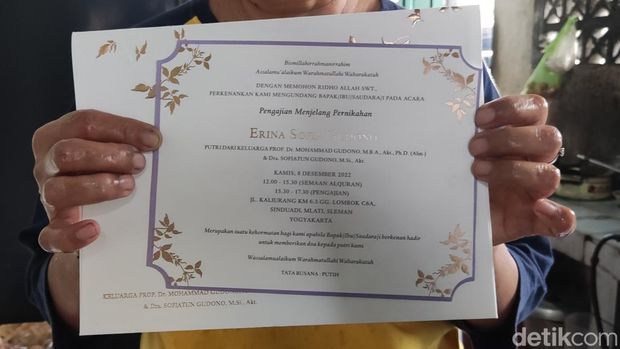 Bismillahirrahmanirrahim
Assalamu'alaikum Warahmatullahi Wabarakatuh
DENGAN MEMOHON RIDHO ALLAH SWT.,
PERKENANKAN KAMI MENGUNDANG BAPAK/IBU/SAUDARA/I PADA ACARA
Pengajian Menjelang Pernikahan
ERINA SOFIA GUDONO
PUTRI DARI KELUARGA PROF. Dr. MOHAMMAD GUDONO, M.B.A., Akt., Ph.D. (Alm.)
& Dra. SOFIATUN GUDONO, M.Si., Akt.
KAMIS, 8 DESEMBER 2022
12.00 - 15.30 (SEMAAN ALQURAN)
15.30 - 17.30 (PENGAJIAN)
JL. KALIURANG KM 6.3 GG. LOMBOK C6A,
SINDUADI, MLATI, SLEMAN
YOGYAKARTA
Merupakan suatu kehormatan bagi kami apabila Bapak/Ibu/Saudara/i berkenan hadir
untuk memberikan doa kepada putri kami
Wassalamualaikum Warahmatullahi Wabarakatuh
TATA BUSANA : PUTIH
KELUARGA PROF. Dr. MOHAMMAD
& Dra. SOFIATUN GUDONO, M.Si., Akt.
detikcom